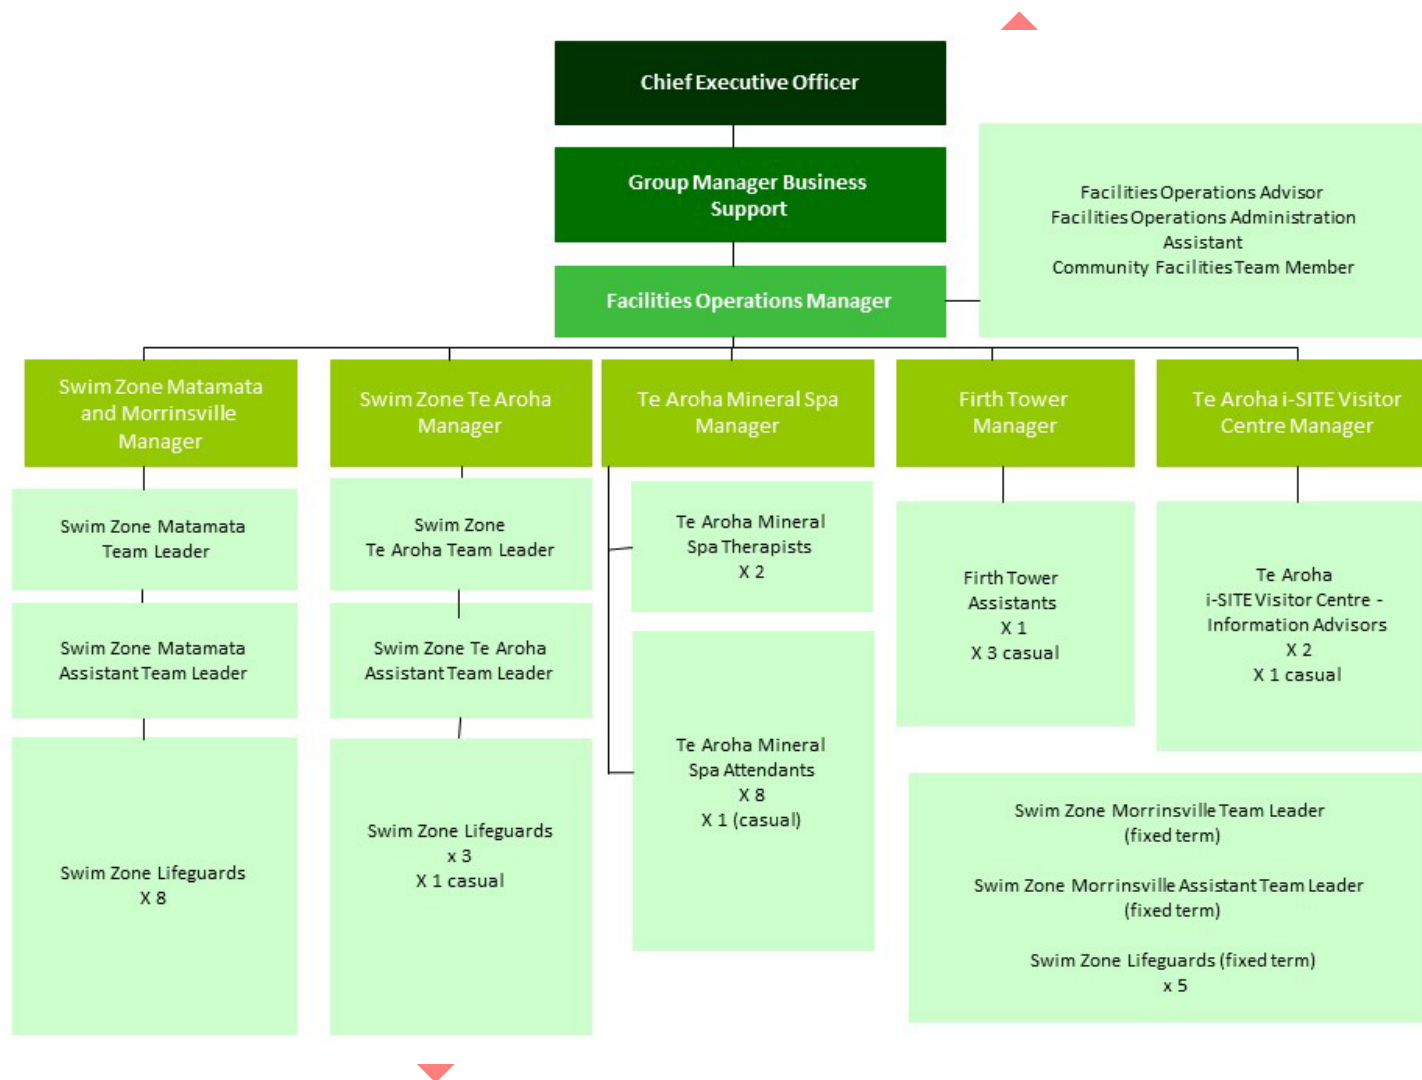 Chief Executive Officer
Group Manager Business
Support
Facilities Operations Advisor
Facilities Operations Administration
Assistant
Community Facilities Team Member
Facilities Operations Manager
Swim Zone Matamata
and Morrinsville
Manager
Swim Zone Te Aroha
Manager
Te Aroha Mineral Spa
Manager
Firth Tower
Manager
Te Aroha i-SITE Visitor
Centre Manager
Swim Zone Matamata
Team Leader
Swim Zone Matamata
Assistant Team Leader
Swim Zone Lifeguards
X 8
Swim Zone
Te Aroha Team Leader
Swim Zone Te Aroha
Assistant Team Leader
Swim Zone Lifeguards
x 3
X 1 casual
Te Aroha Mineral
Spa Therapists
X 2
Te Aroha Mineral
Spa Attendants
X 8
X 1 (casual)
Firth Tower
Assistants
X 1
X 3 casual
Te Aroha
i-SITE Visitor Centre -
Information Advisors
X 2
X 1 casual
Swim Zone Morrinsville Team Leader
(fixed term)
Swim Zone Morrinsville Assistant Team Leader
(fixed term)
Swim Zone Lifeguards (fixed term)
x 5